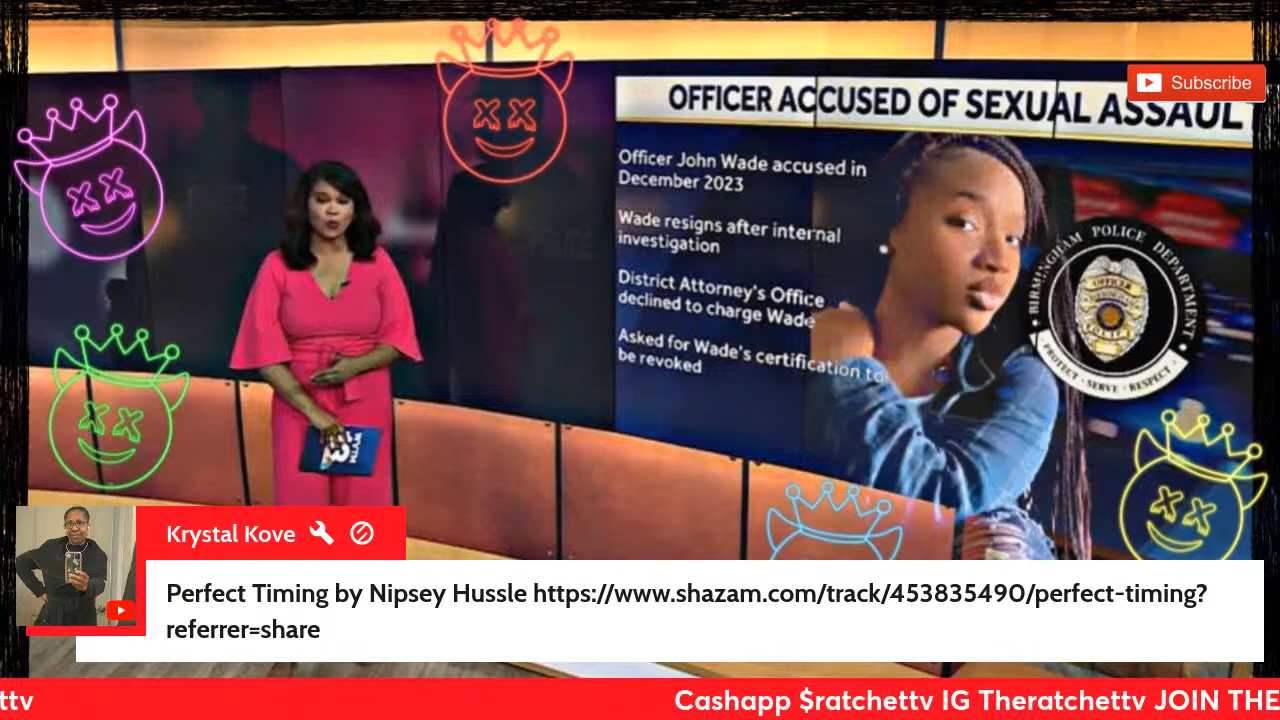 OFFICER ACCUSED OF SEXUAL ASSAUL
Subscribe
Officer John Wade accused in
December 2023
Wade resigns after internal
investigation
District Attorney's Office
declined to charge Wade
Asked for Wade's certification to
be revoked
BIRMINGHAM POLICE DEPARTMENT
OFFICER
PROTECT - SERVE - RESPECT
WVTM
13
Krystal Kove
Perfect Timing by Nipsey Hussle https://www.shazam.com/track/453835490/perfect-timing?
referrer=share
ttv
Cashapp $ratchettv IG Theratchettv JOIN THE